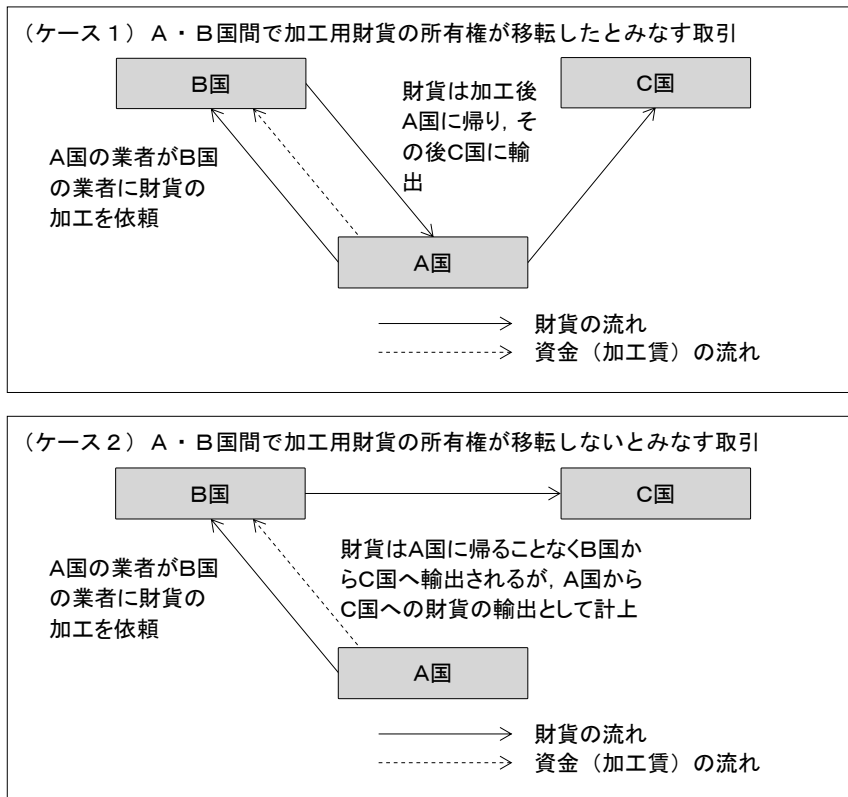 （ケース１）Ａ・Ｂ国間で加工用財貨の所有権が移転したとみなす取引
Ｂ国
Ｃ国
財貨は加工後
Ａ国に帰り，そ
の後Ｃ国に輸
出
Ａ国の業者がＢ国
の業者に財貨の
加工を依頼
Ａ国
財貨の流れ
資金（加工賃）の流れ
（ケース２）Ａ・Ｂ国間で加工用財貨の所有権が移転しないとみなす取引
Ｂ国
Ｃ国
財貨はＡ国に帰ることなくＢ国か
らＣ国へ輸出されるが，Ａ国から
Ｃ国への財貨の輸出として計上
Ａ国の業者がＢ国
の業者に財貨の
加工を依頼
Ａ国
財貨の流れ
資金（加工賃）の流れ